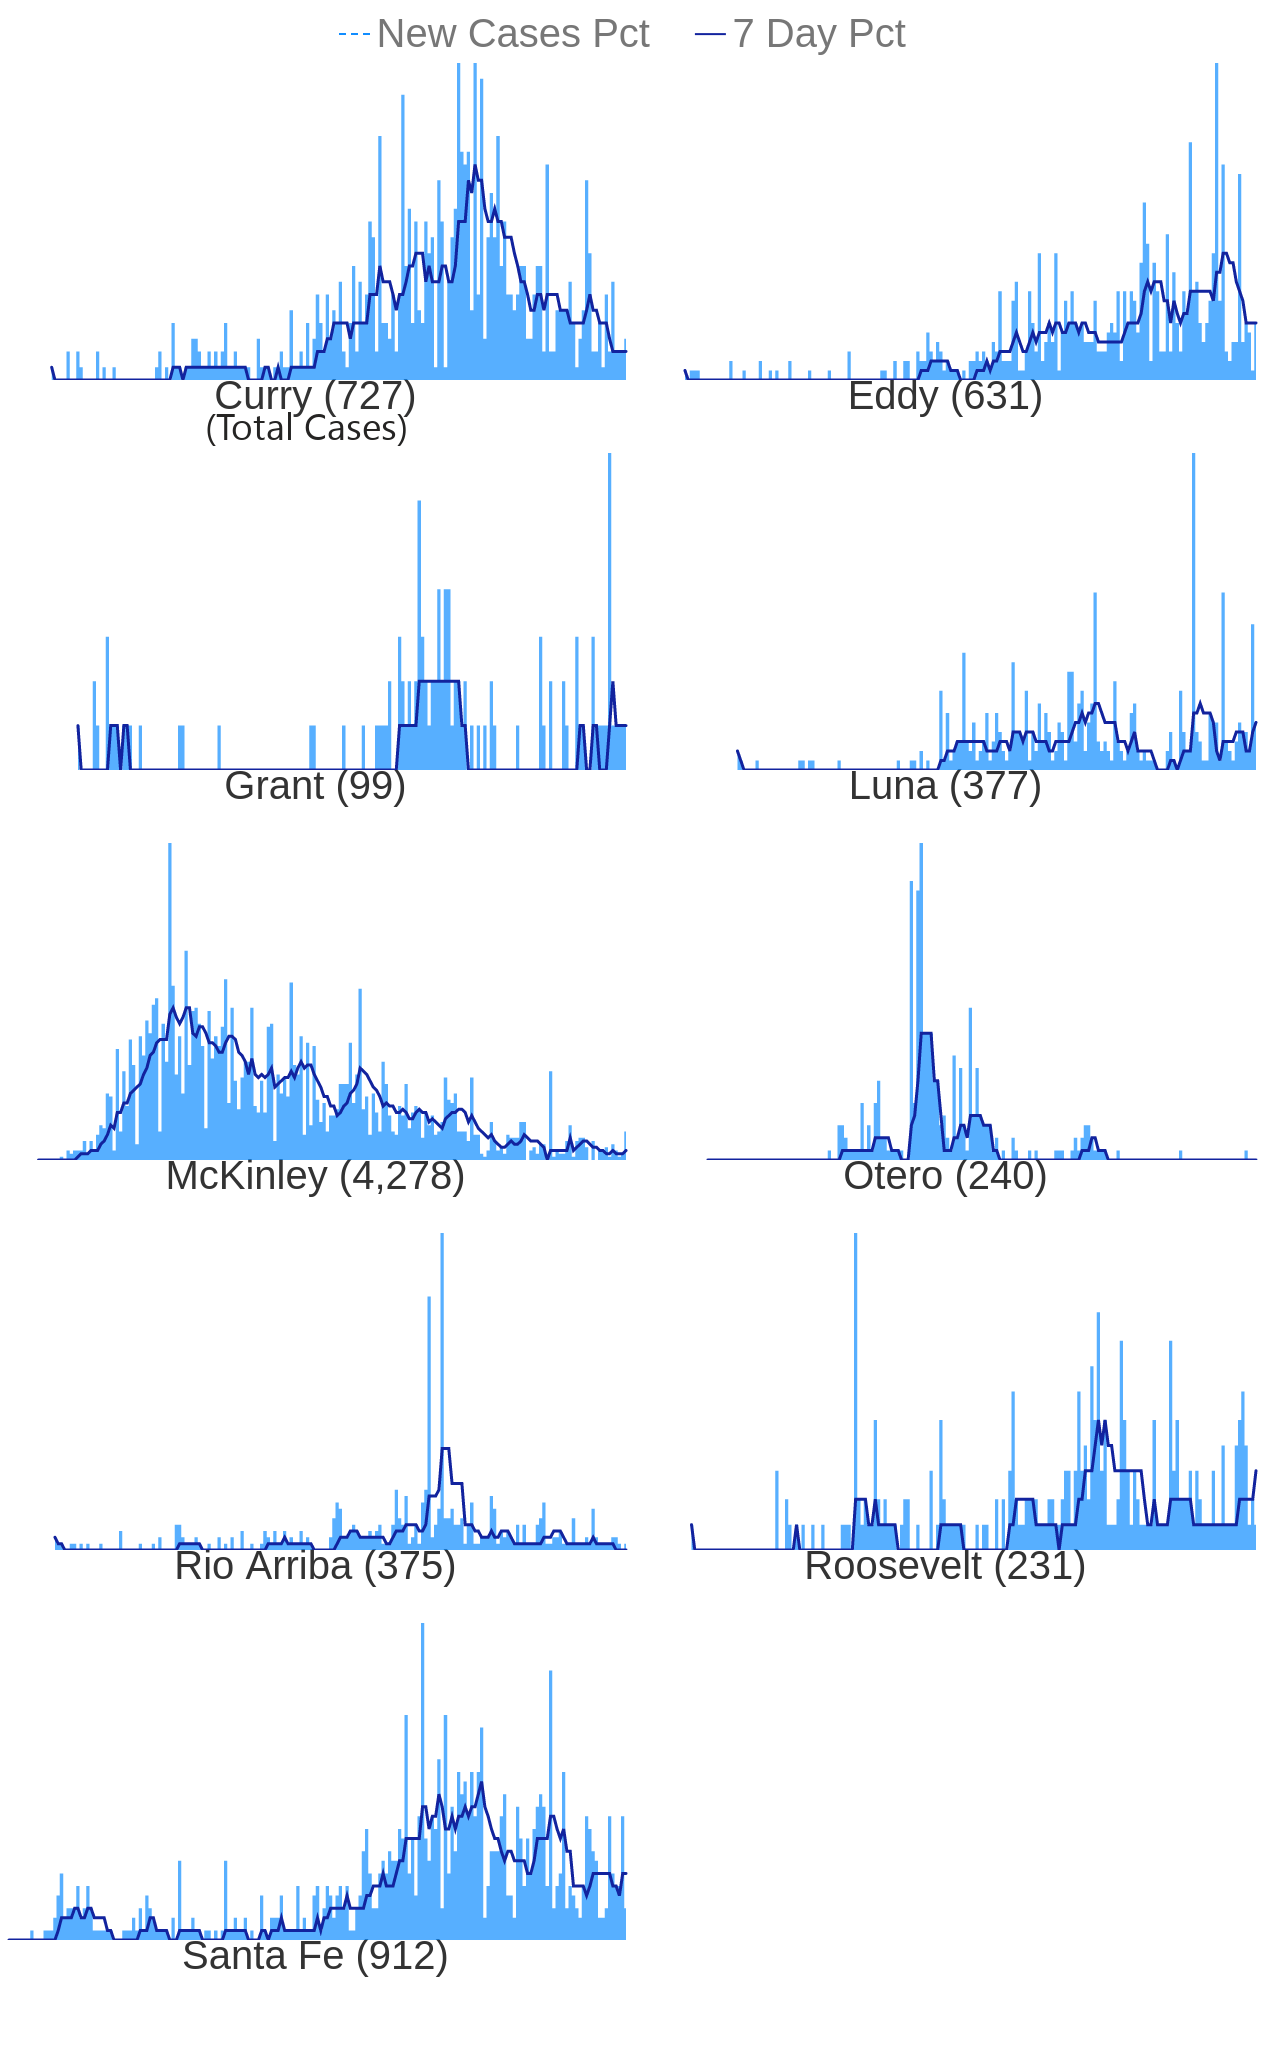 New Cases Pct 7 Day Pct
Curry (727) Eddy (631)
(Total Cases)
Grant (99) Luna (377)
McKinley (4,278) Otero (240)
Rio Arriba (375) Roosevelt (231)
Santa Fe (912)